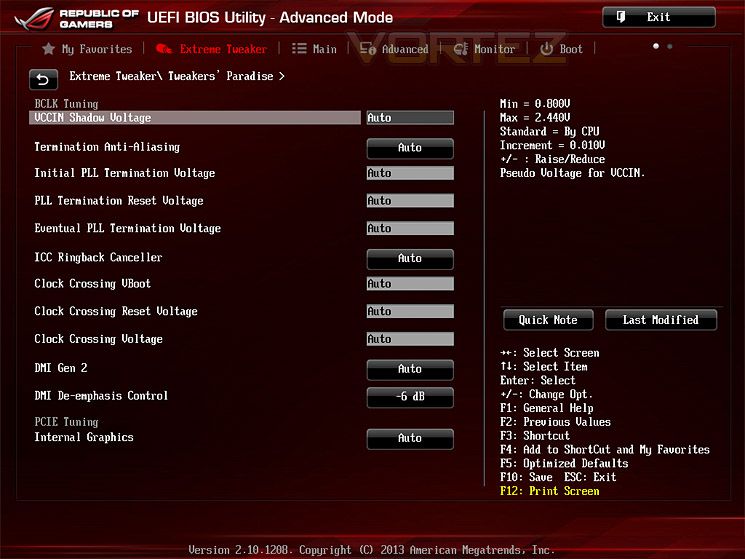 REPUBLIC OF
GAMERS
UEFI BIOS Utility - Advanced Mode
Exit
VORTEZ
My Favorites
Extreme Tweaker
Main
Advanced
Monitor
Boot
Extreme Tweaker\ Tweakers' Paradise >
BCLK Tuning
VCCIN Shadow Voltage Auto
Termination Anti-Aliasing Auto
Initial PLL Termination Voltage Auto
PLL Termination Reset Voltage Auto
Eventual PLL Termination Voltage Auto
ICC Ringback Canceller Auto
Clock Crossing VBoot Auto
Clock Crossing Reset Voltage Auto
Clock Crossing Voltage Auto
DMI Gen 2 Auto
DMI De-emphasis Control -6 dB
PCIE Tuning
Internal Graphics Auto
Min = 0.800V
Max = 2.440V
Standard = By CPU
Increment = 0.010V
+/- : Raise/Reduce
Pseudo Voltage for VCCIN.
Quick Note
Last Modified
→←: Select Screen
↑↓: Select Item
Enter: Select
+/-: Change Opt.
F1: General Help
F2: Previous Values
F3: Shortcut
F4: Add to ShortCut and My Favorites
F5: Optimized Defaults
F10: Save ESC: Exit
F12: Print Screen
Version 2.10.1208. Copyright (C) 2013 American Megatrends, Inc.